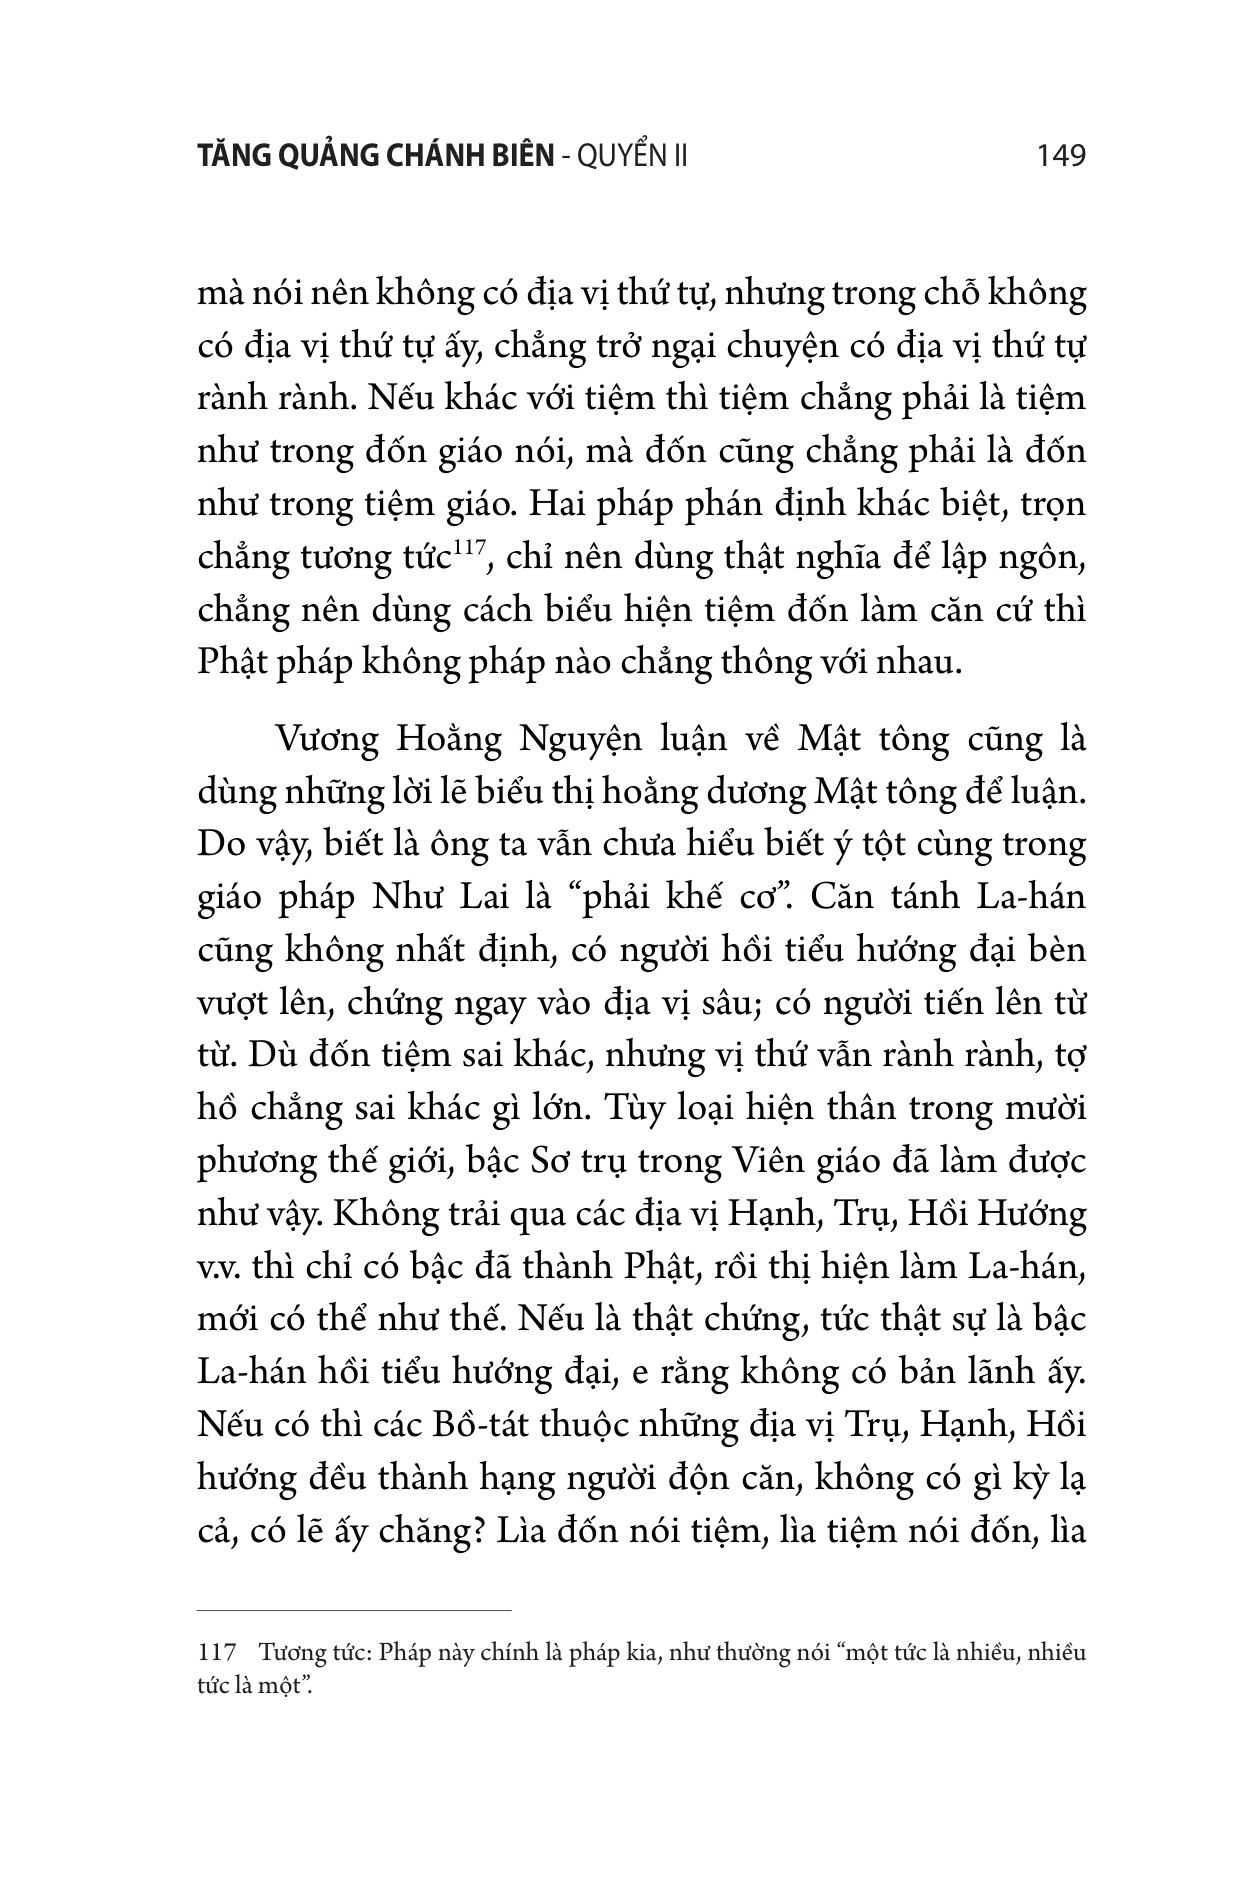 TĂNG QUẢNG CHÁNH BIÊN - QUYỂN II 149
mà nói nên không có địa vị thứ tự, nhưng trong chỗ không
có địa vị thứ tự ấy, chẳng trở ngại chuyện có địa vị thứ tự
rành rành. Nếu khác với tiệm thì tiệm chẳng phải là tiệm
như trong đốn giáo nói, mà đốn cũng chẳng phải là đốn
như trong tiệm giáo. Hai pháp phán định khác biệt, trọn
chẳng tương tức117, chỉ nên dùng thật nghĩa để lập ngôn,
chẳng nên dùng cách biểu hiện tiệm đốn làm căn cứ thì
Phật pháp không pháp nào chẳng thông với nhau.
Vương Hoằng Nguyện luận về Mật tông cũng là
dùng những lời lẽ biểu thị hoằng dương Mật tông để luận.
Do vậy, biết là ông ta vẫn chưa hiểu biết ý tột cùng trong
giáo pháp Như Lai là “phải khế cơ”. Căn tánh La-hán
cũng không nhất định, có người hồi tiểu hướng đại bèn
vượt lên, chứng ngay vào địa vị sâu; có người tiến lên từ
từ. Dù đốn tiệm sai khác, nhưng vị thứ vẫn rành rành, tợ
hồ chẳng sai khác gì lớn. Tùy loại hiện thân trong mười
phương thế giới, bậc Sơ trụ trong Viên giáo đã làm được
như vậy. Không trải qua các địa vị Hạnh, Trụ, Hồi Hướng
v.v. thì chỉ có bậc đã thành Phật, rồi thị hiện làm La-hán,
mới có thể như thế. Nếu là thật chứng, tức thật sự là bậc
La-hán hồi tiểu hướng đại, e rằng không có bản lãnh ấy.
Nếu có thì các Bồ-tát thuộc những địa vị Trụ, Hạnh, Hồi
hướng đều thành hạng người độn căn, không có gì kỳ lạ
cả, có lẽ ấy chăng? Lìa đốn nói tiệm, lìa tiệm nói đốn, lìa
117 Tương tức: Pháp này chính là pháp kia, như thường nói “một tức là nhiều, nhiều
tức là một”.